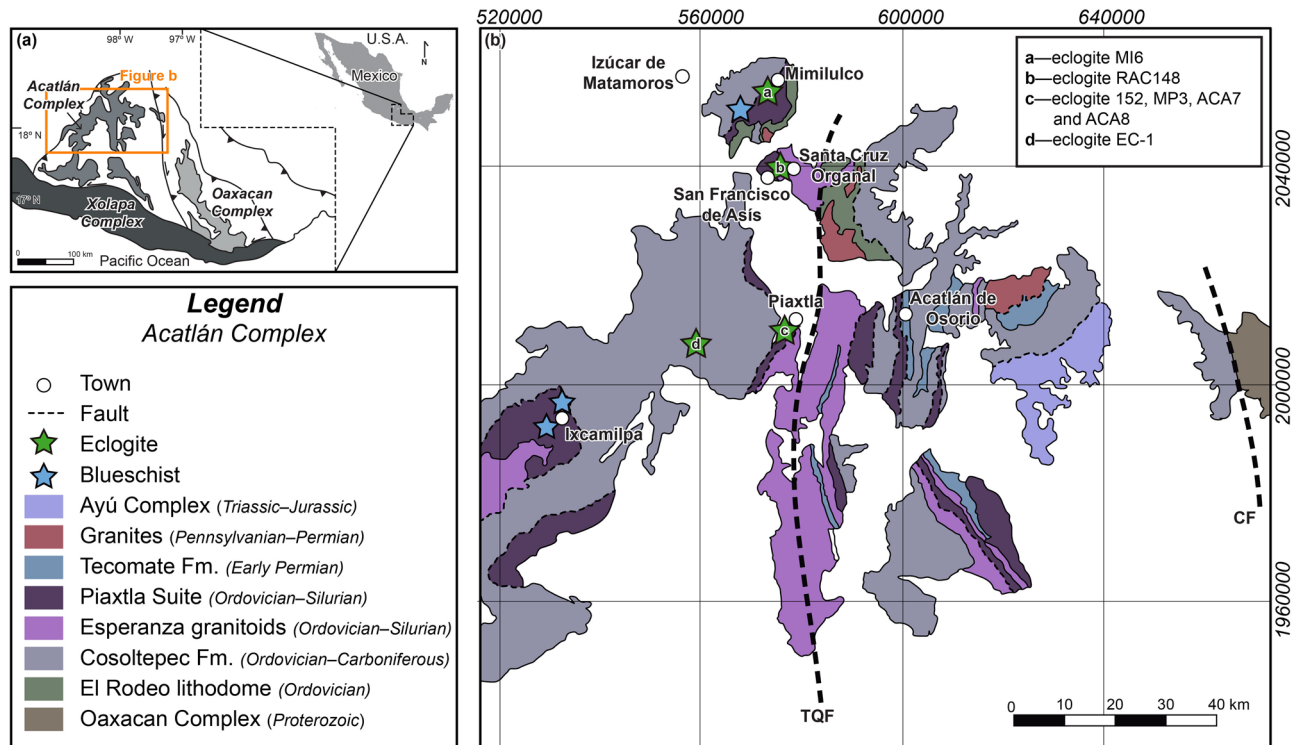 (a)
98° W
97° W
U.S.A.
N
Mexico
Figure b
Acatlán
Complex
18° N
17° N
Xolapa
Complex
Oaxacan
Complex
0
100 km
Pacific Ocean
Legend
Acatlán Complex
Town
Fault
Eclogite
Blueschist
Ayú Complex (Triassic–Jurassic)
Granites (Pennsylvanian–Permian)
Tecomate Fm. (Early Permian)
Piaxtla Suite (Ordovician–Silurian)
Esperanza granitoids (Ordovician–Silurian)
Cosoltepec Fm. (Ordovician–Carboniferous)
El Rodeo lithodome (Ordovician)
Oaxacan Complex (Proterozoic)
520000
560000
600000
640000
(b)
a—eclogite MI6
b—eclogite RAC148
c—eclogite 152, MP3, ACA7
and ACA8
d—eclogite EC-1
Izúcar de
Matamoros
Mimilulco
a
b
Santa Cruz
Organal
San Francisco
de Asís
Piaxtla
c
d
Acatlán de
Osorio
Ixcamilpa
CF
TQF
2040000
2000000
1960000
0
10
20
30
40 km